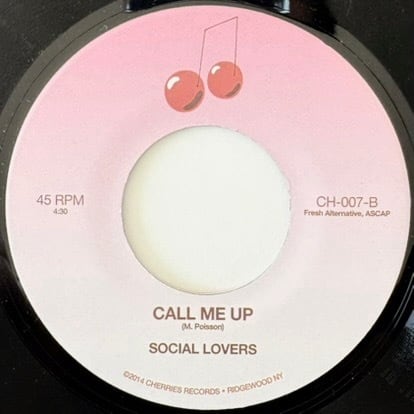 45 RPM
4:30
CH-007-B
Fresh Alternative, ASCAP
CALL ME UP
(M. Poisson)
SOCIAL LOVERS
©2014 CHERRIES RECORDS • RIDGEWOOD NY